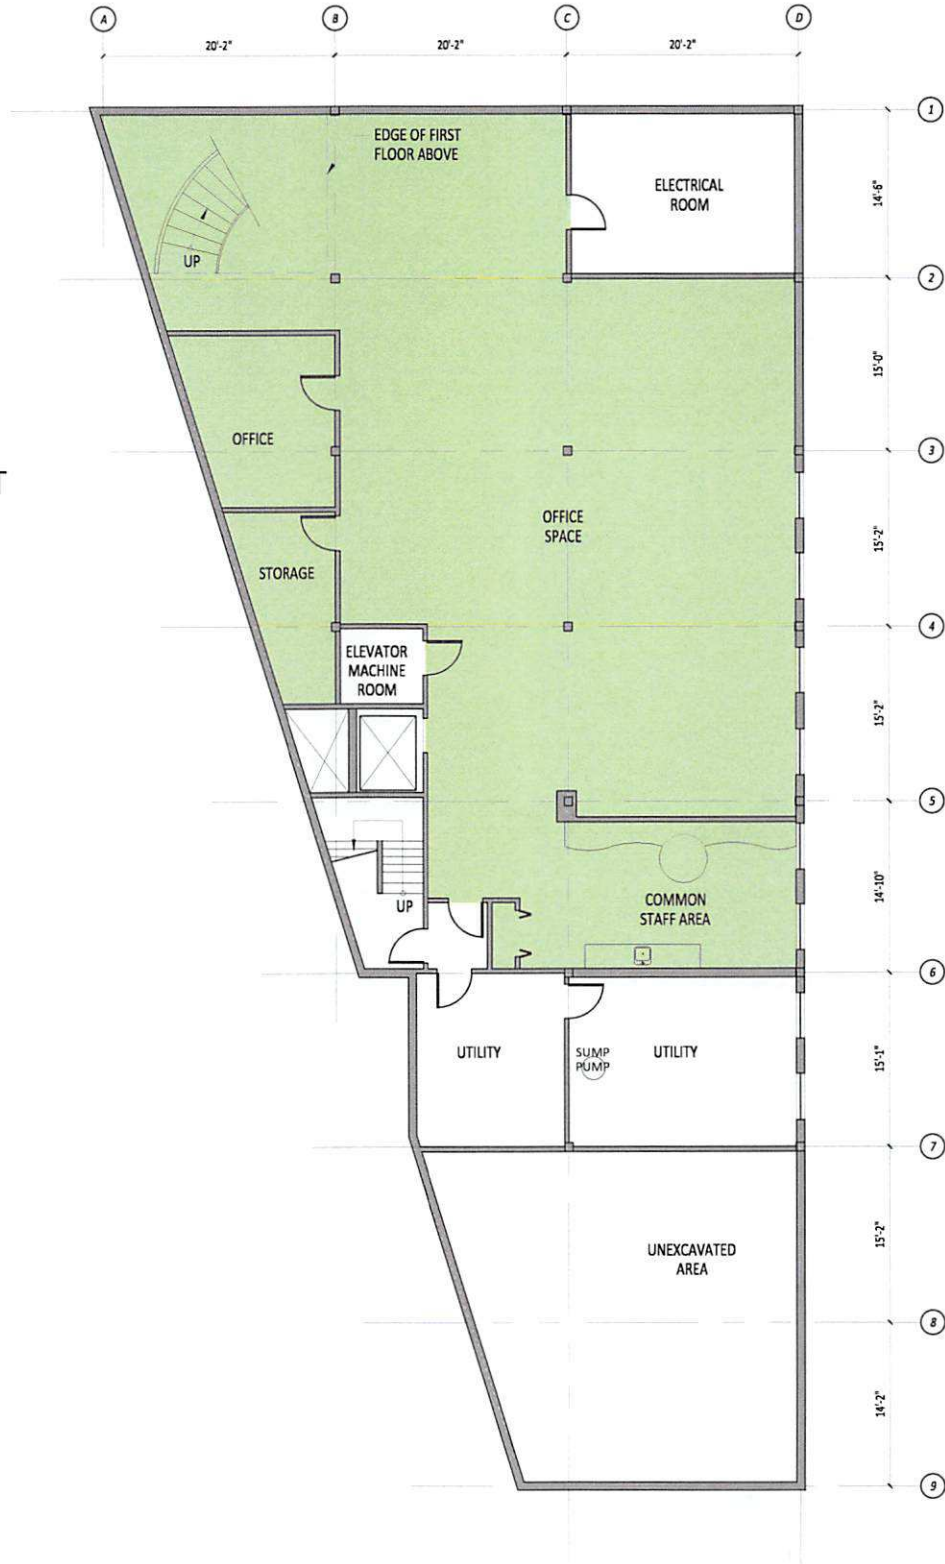 A
B
C
D
20'-2"
20'-2"
20'-2"
1
EDGE OF FIRST
FLOOR ABOVE
ELECTRICAL
ROOM
14'-6"
UP
2
15'-0"
OFFICE
3
OFFICE
SPACE
15'-2"
STORAGE
4
ELEVATOR
MACHINE
ROOM
15'-2"
5
14'-10"
COMMON
STAFF AREA
UP
6
UTILITY
SUMP
PUMP
UTILITY
15'-1"
7
15'-2"
UNEXCAVATED
AREA
8
14'-2"
9